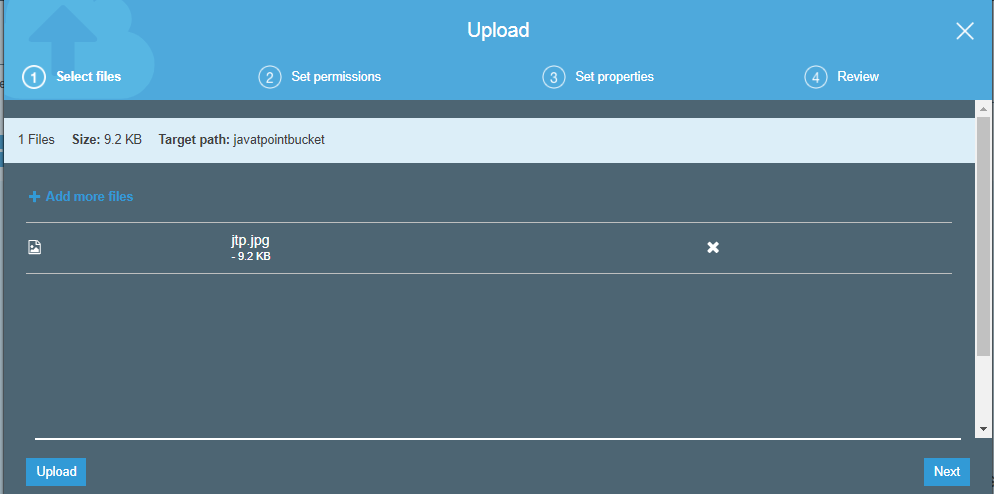 Upload
1 Select files 2 Set permissions 3 Set properties 4 Review
1 Files Size: 9.2 KB Target path: javatpointbucket
+ Add more files
jtp.jpg
- 9.2 KB
Upload Next